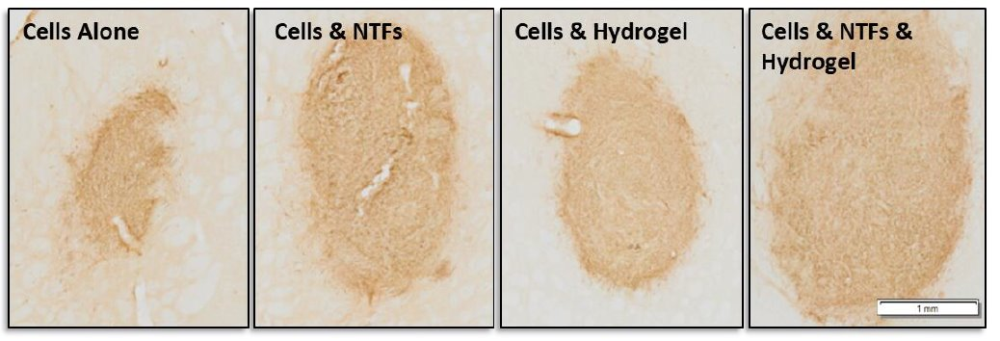 Cells Alone
Cells & NTFs
Cells & Hydrogel
Cells & NTFs &
Hydrogel
1 mm